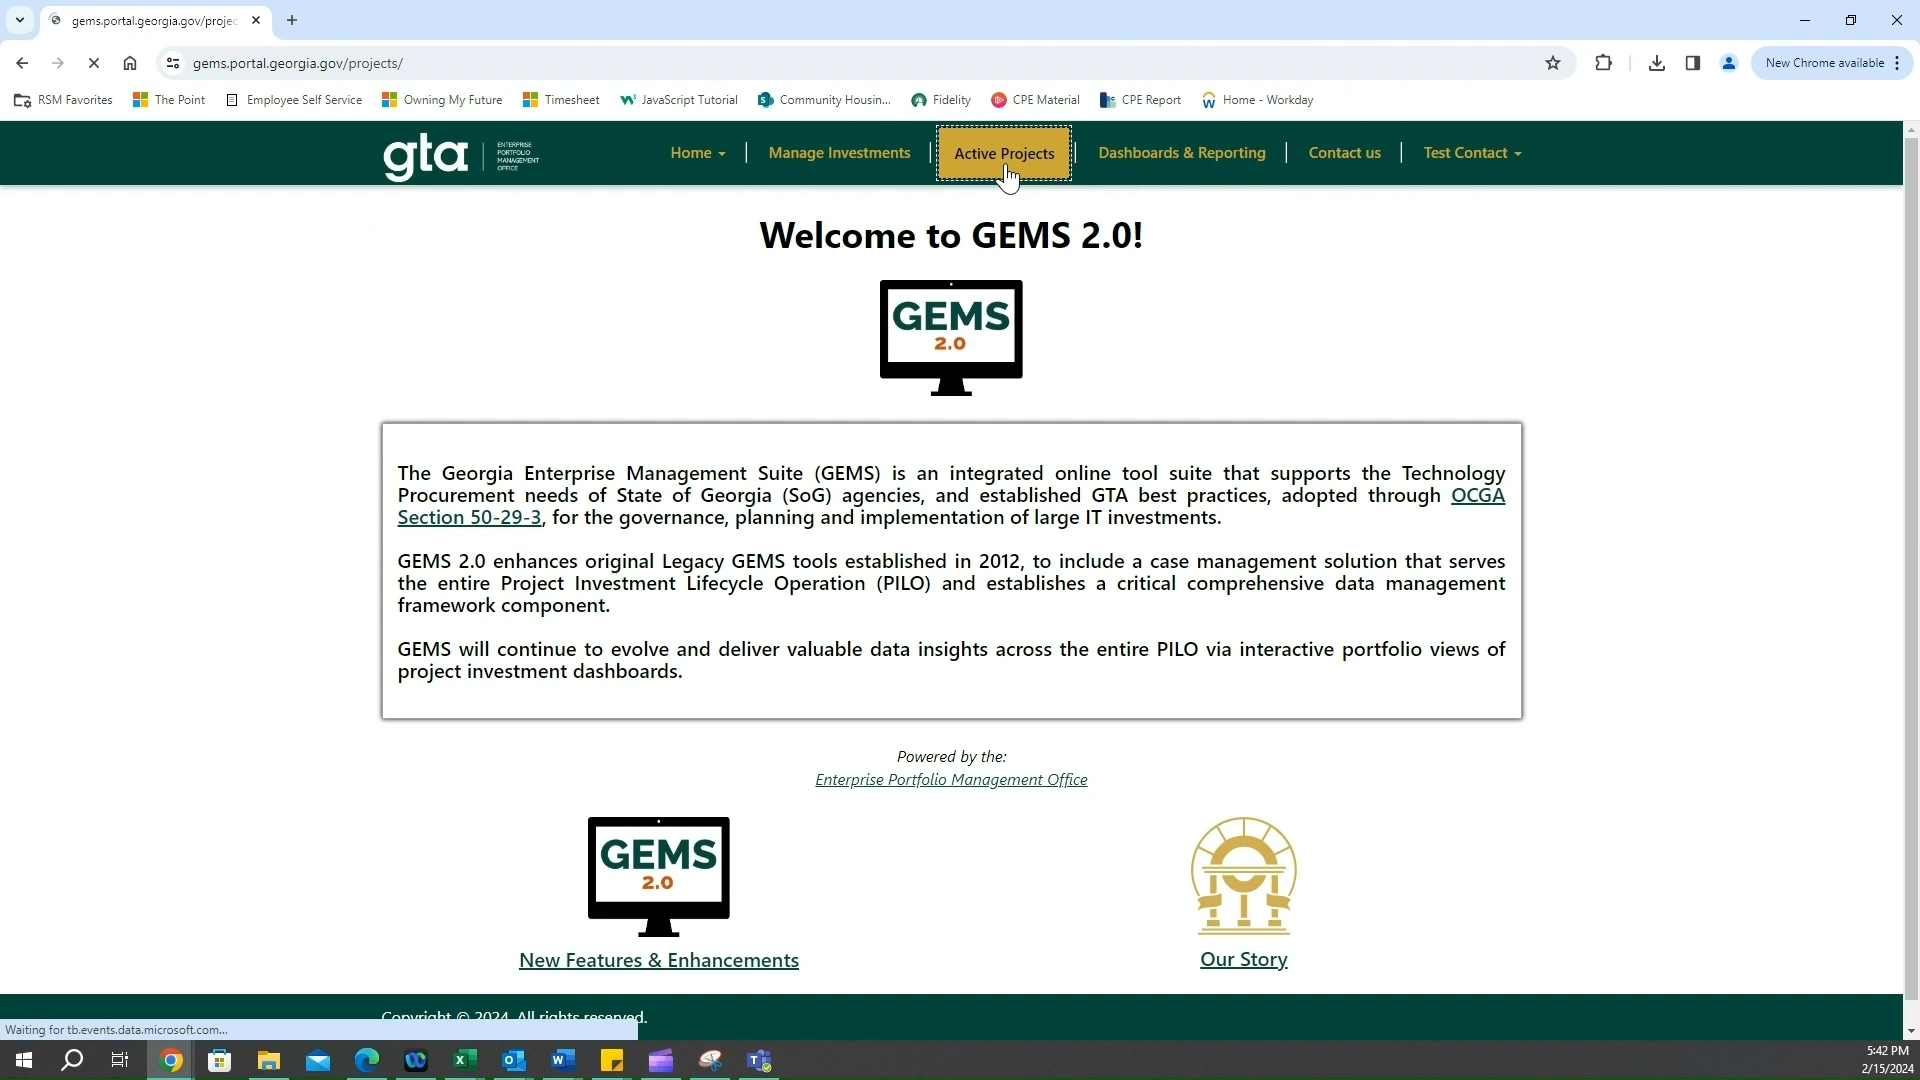 gems.portal.georgia.gov/projec
gems.portal.georgia.gov/projects/
New Chrome available
RSM Favorites
The Point
Employee Self Service
Owning My Future
Timesheet
JavaScript Tutorial
Community Housin...
Fidelity
CPE Material
CPE Report
Home - Workday
gta
ENTERPRISE
PORTFOLIO
MANAGEMENT
OFFICE
Home
Manage Investments
Active Projects
Dashboards & Reporting
Contact us
Test Contact
Welcome to GEMS 2.0!
GEMS
2.0
The Georgia Enterprise Management Suite (GEMS) is an integrated online tool suite that supports the Technology
Procurement needs of State of Georgia (SoG) agencies, and established GTA best practices, adopted through OCGA
Section 50-29-3, for the governance, planning and implementation of large IT investments.
GEMS 2.0 enhances original Legacy GEMS tools established in 2012, to include a case management solution that serves
the entire Project Investment Lifecycle Operation (PILO) and establishes a critical comprehensive data management
framework component.
GEMS will continue to evolve and deliver valuable data insights across the entire PILO via interactive portfolio views of
project investment dashboards.
Powered by the:
Enterprise Portfolio Management Office
GEMS
2.0
New Features & Enhancements
Our Story
Copyright © 2024. All rights reserved.
Waiting for tb.events.data.microsoft.com...
5:42 PM
2/15/2024